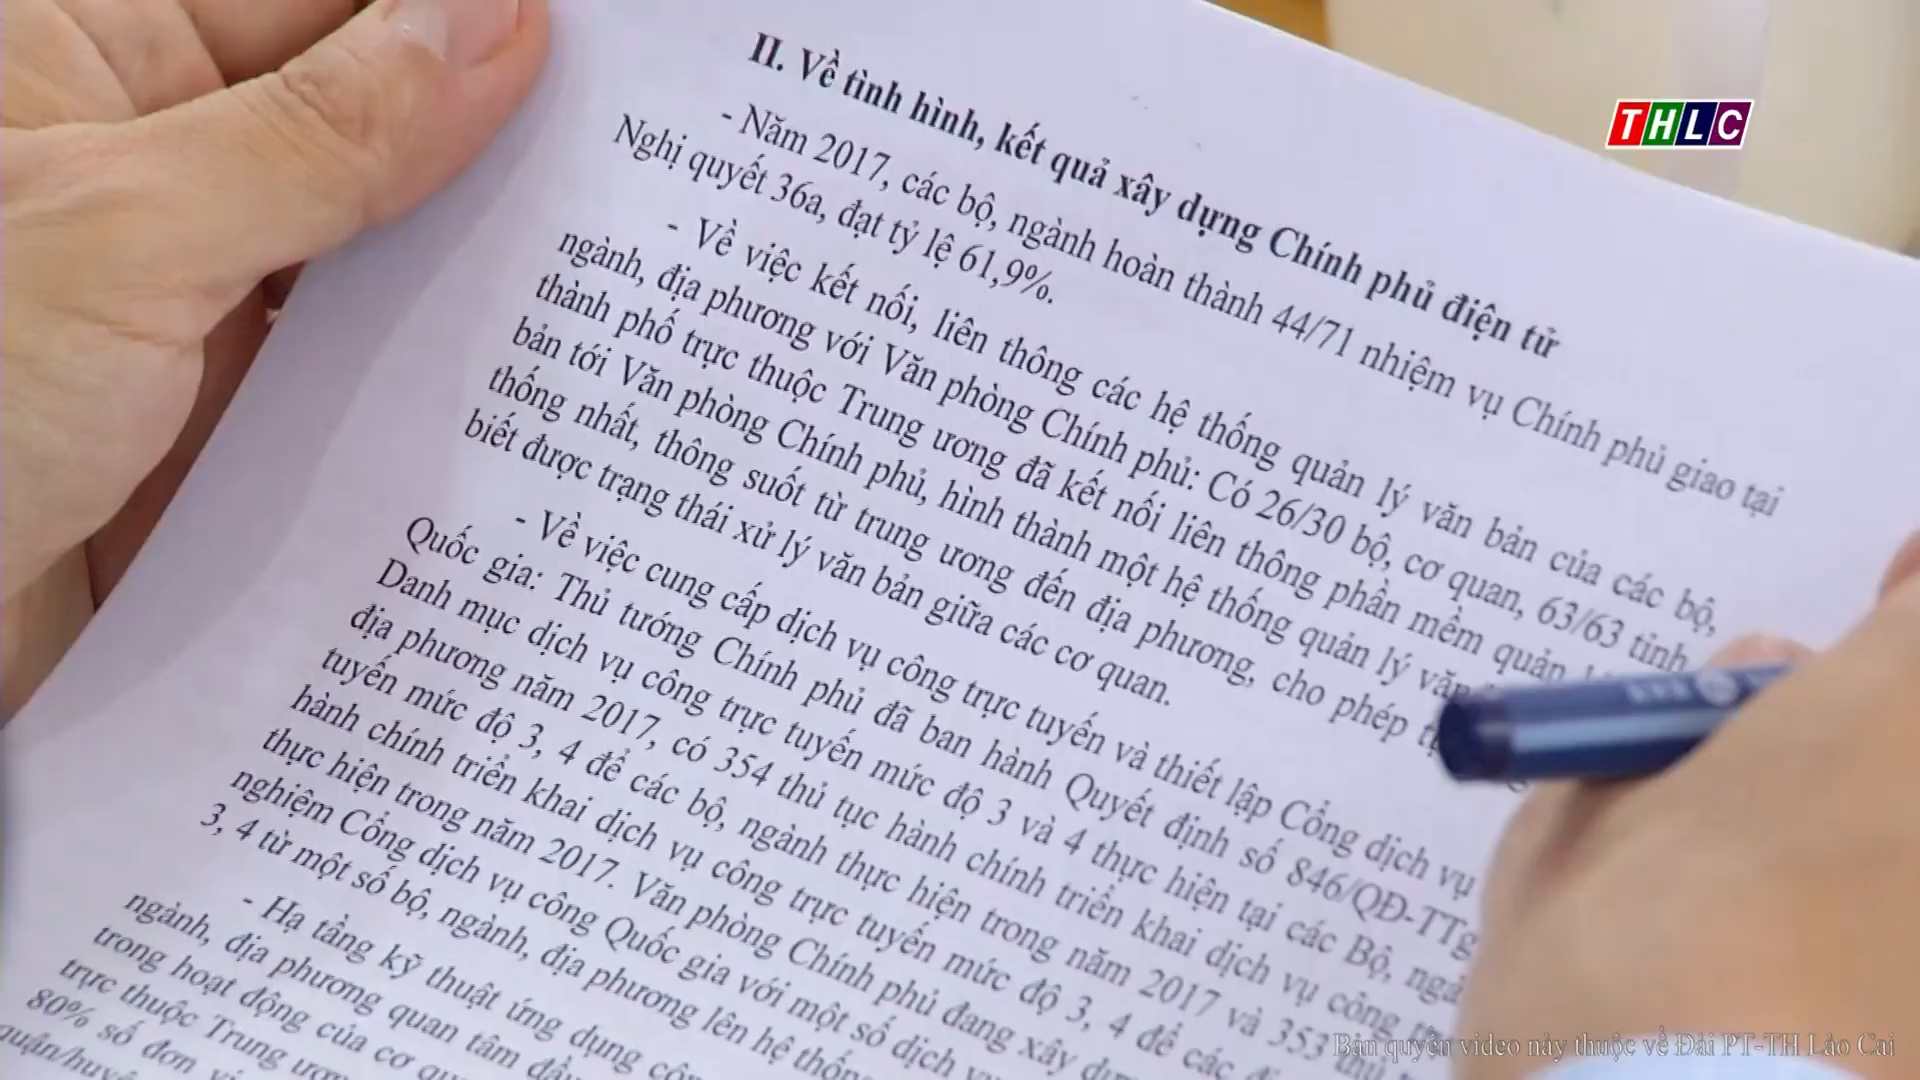 THLC
II. Về tình hình, kết quả xây dựng Chính phủ điện tử
- Năm 2017, các bộ, ngành hoàn thành 44/71 nhiệm vụ Chính phủ giao tại
Nghị quyết 36a, đạt tỷ lệ 61,9%.
- Về việc kết nối, liên thông các hệ thống quản lý văn bản của các bộ,
ngành, địa phương với Văn phòng Chính phủ: Có 26/30 bộ, cơ quan, 63/63 tỉnh,
thành phố trực thuộc Trung ương đã kết nối liên thông phần mềm quản
bản tới Văn phòng Chính phủ, hình thành một hệ thống quản lý văn
thống nhất, thông suốt từ trung ương đến địa phương, cho phép
biết được trạng thái xử lý văn bản giữa các cơ quan.
- Về việc cung cấp dịch vụ công trực tuyến và thiết lập Cổng dịch vụ
Quốc gia: Thủ tướng Chính phủ đã ban hành Quyết định số 846/QĐ-TTg
Danh mục dịch vụ công trực tuyến mức độ 3 và 4 thực hiện tại các Bộ,
địa phương năm 2017, có 354 thủ tục hành chính triển khai dịch vụ công
tuyến mức độ 3, 4 để các bộ, ngành thực hiện trong năm 2017 và 353 thủ
hành chính triển khai dịch vụ công trực tuyến mức độ 3, 4 để các
thực hiện trong năm 2017. Văn phòng Chính phủ đang xây
nghiệm Cổng dịch vụ công Quốc gia với một số dịch
3, 4 từ một số bộ, ngành, địa phương lên hệ
- Hạ tầng kỹ thuật ứng dụng
ngành, địa phương quan tâm
trong hoạt động của cơ
trực thuộc Trung
80% số đơn
Bản quyền video này thuộc về Đài PT-TH Lào Cai